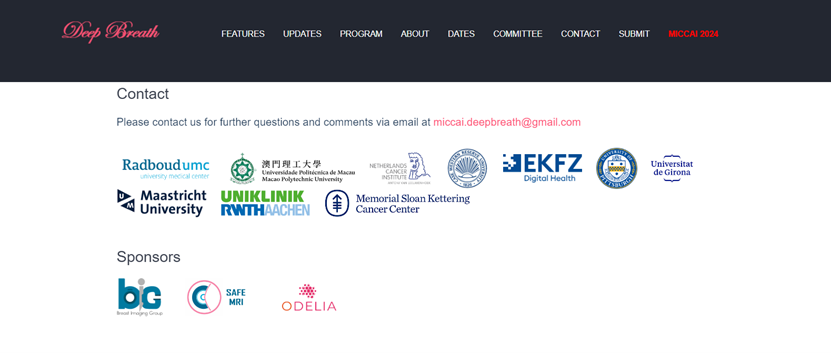 Deep Breath
FEATURES UPDATES PROGRAM ABOUT DATES COMMITTEE CONTACT SUBMIT MICCAI 2024
Contact
Please contact us for further questions and comments via email at miccai.deepbreath@gmail.com
Radboudumc
university medical center
澳門理工大學
Universidade Politécnica de Macau
Macao Polytechnic University
NETHERLANDS
CANCER
INSTITUTE
EKFZ
Digital Health
Universitat
de Girona
UM
Maastricht
University
UNIKLINIK
RWTHAACHEN
Memorial Sloan Kettering
Cancer Center
Sponsors
big
Breast Imaging Group
SAFE
MRI
ODELIA